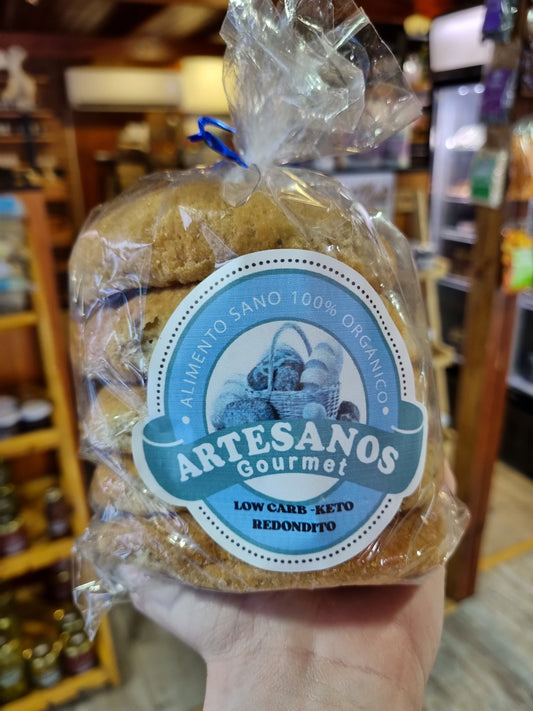 • ALIMENTO SANO 100% ORGÁNICO •
ARTESANOS
Gourmet
LOW CARB -KETO
REDONDITO